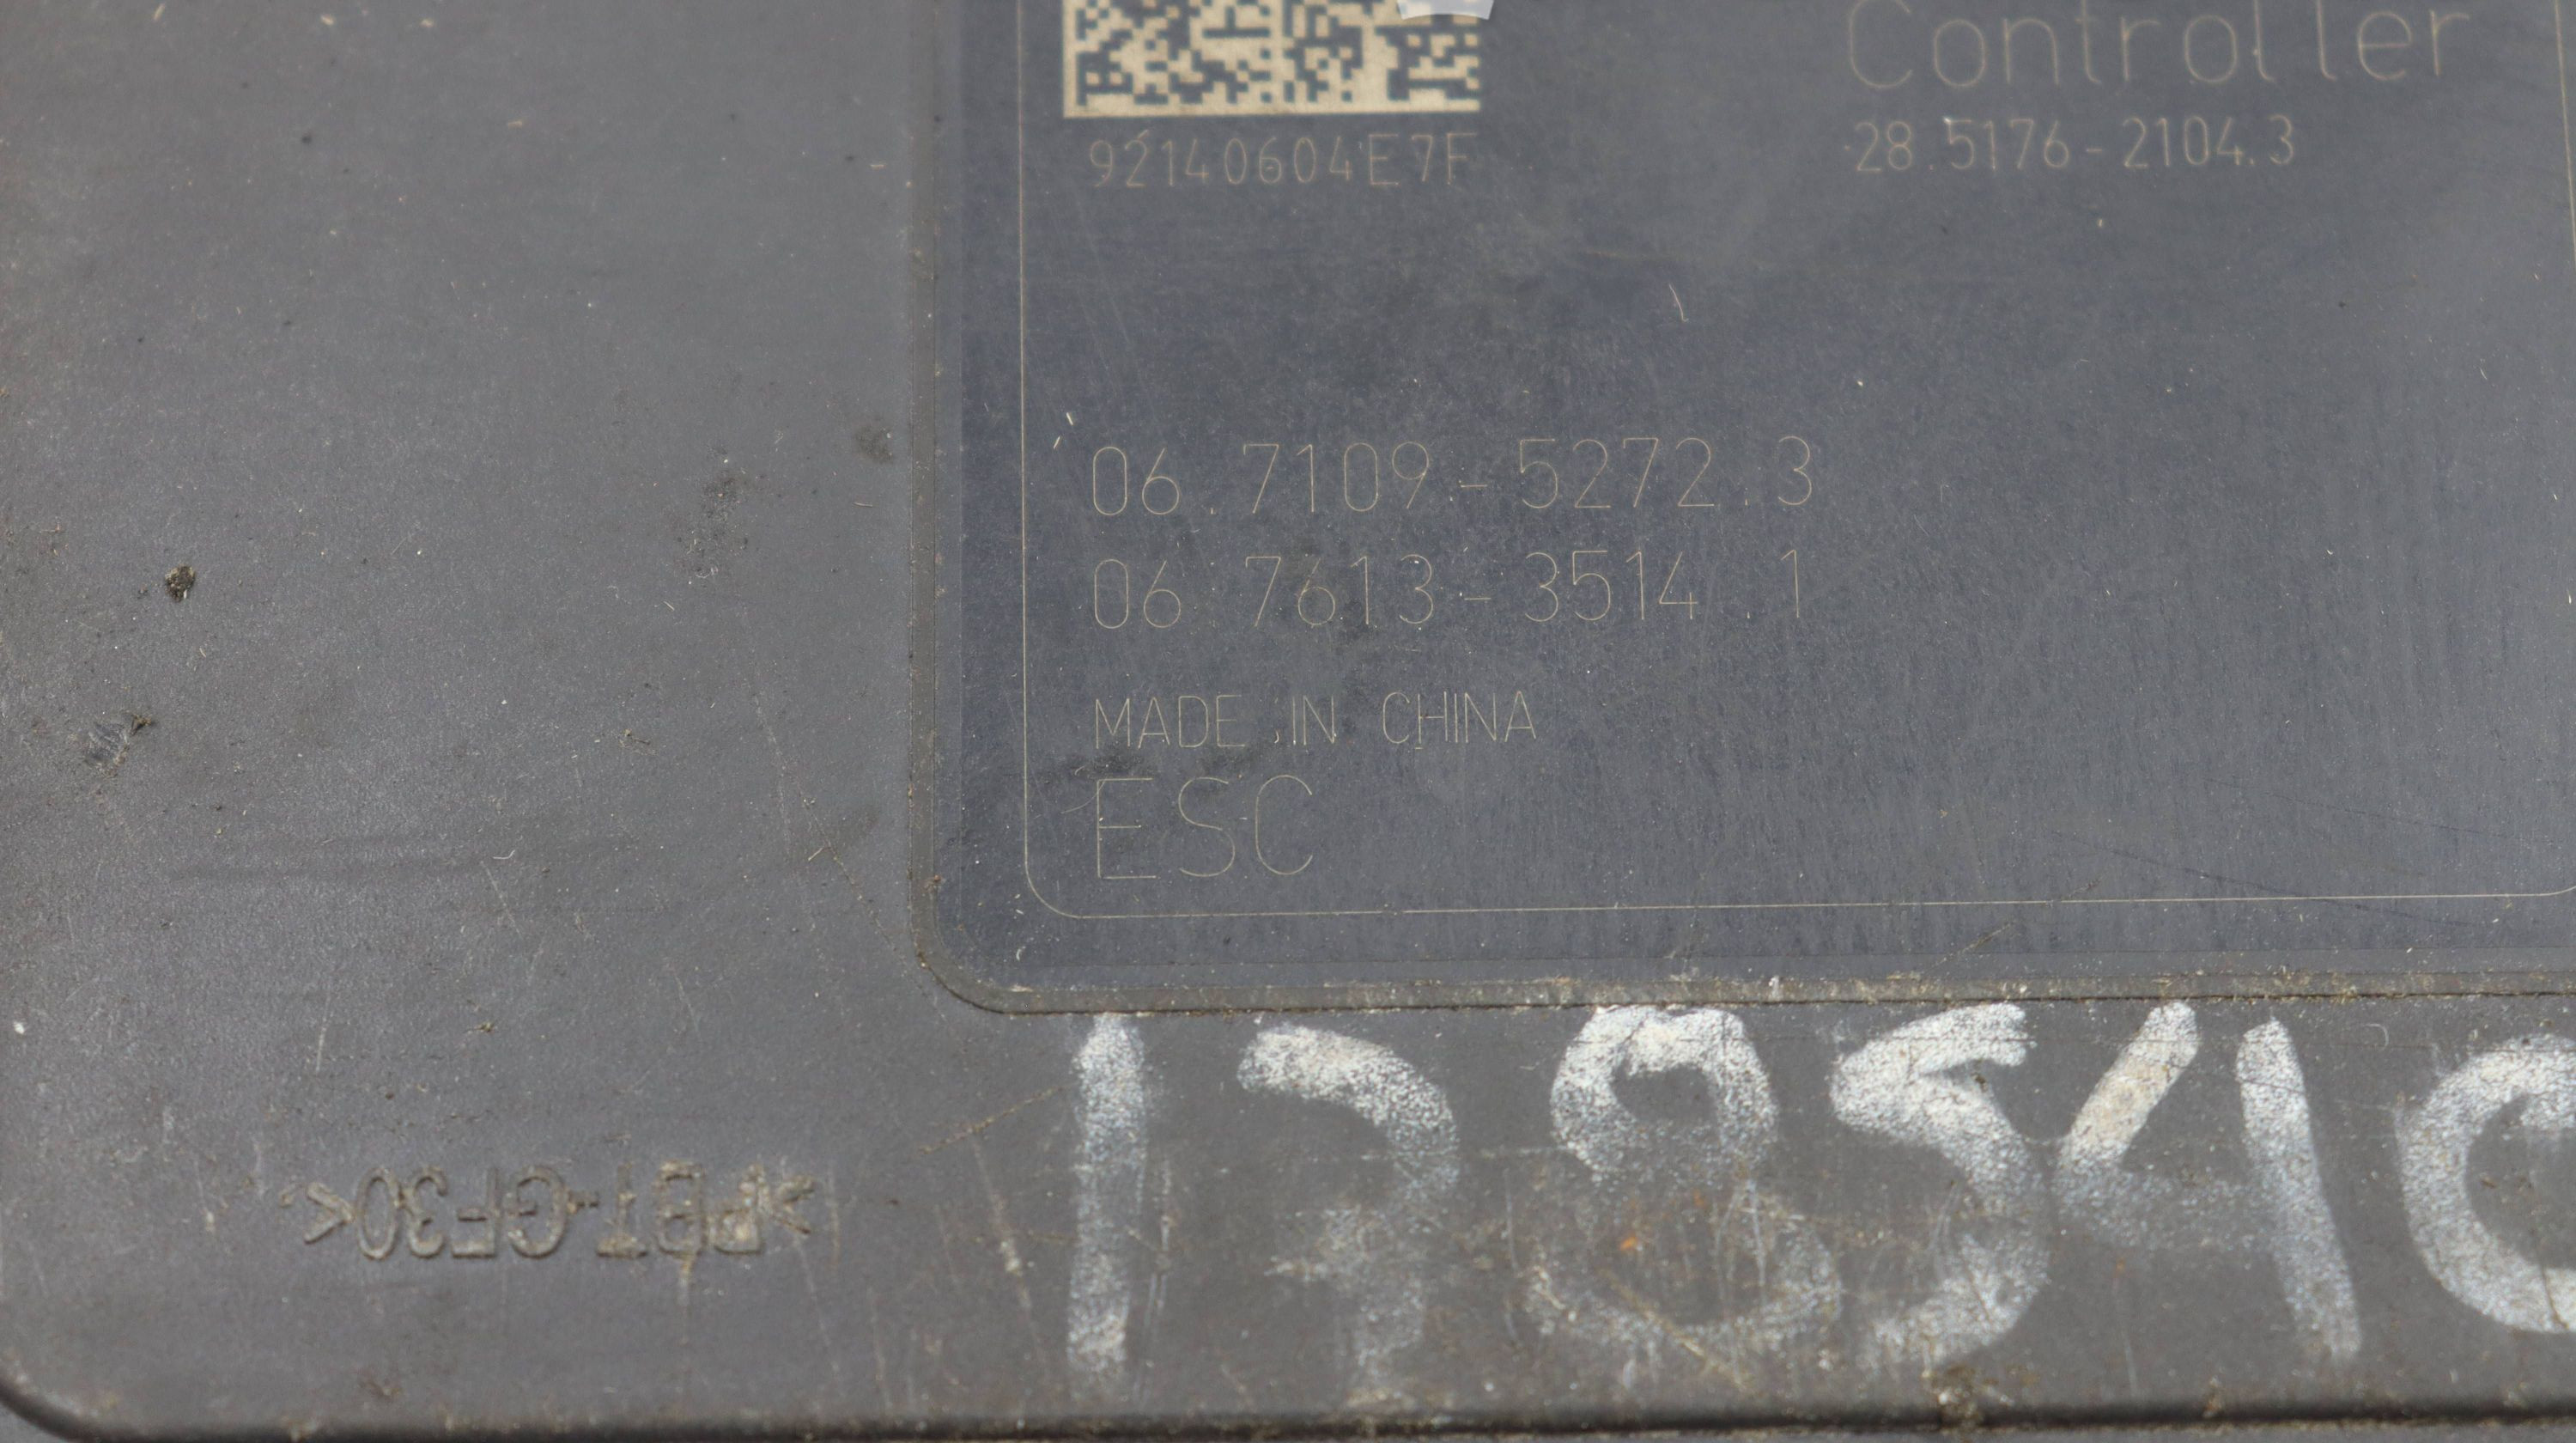 Controller
92140604E7F
28.5176-2104.3
06.7109-5272.3
06.7613-3514.1
MADE IN CHINA
ESC
>PBT-GF30<